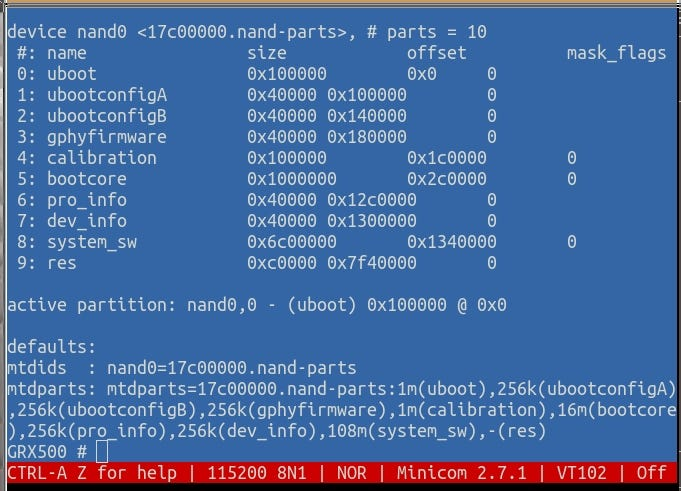 device nand0 <17c00000.nand-parts>, # parts = 10
 #: name                size            offset          mask_flags
 0: uboot               0x100000        0x0     0
 1: ubootconfigA        0x40000 0x100000        0
 2: ubootconfigB        0x40000 0x140000        0
 3: gphyfirmware        0x40000 0x180000        0
 4: calibration         0x100000        0x1c0000        0
 5: bootcore            0x1000000       0x2c0000        0
 6: pro_info            0x40000 0x12c0000       0
 7: dev_info            0x40000 0x1300000       0
 8: system_sw           0x6c00000       0x1340000       0
 9: res                 0xc0000 0x7f40000       0
active partition: nand0,0 - (uboot) 0x100000 @ 0x0
defaults:
mtdids  : nand0=17c00000.nand-parts
mtdparts: mtdparts=17c00000.nand-parts:1m(uboot),256k(ubootconfigA)
,256k(ubootconfigB),256k(gphyfirmware),1m(calibration),16m(bootcore
),256k(pro_info),256k(dev_info),108m(system_sw),-(res)
GRX500 #
CTRL-A Z for help | 115200 8N1 | NOR | Minicom 2.7.1 | VT102 | Off